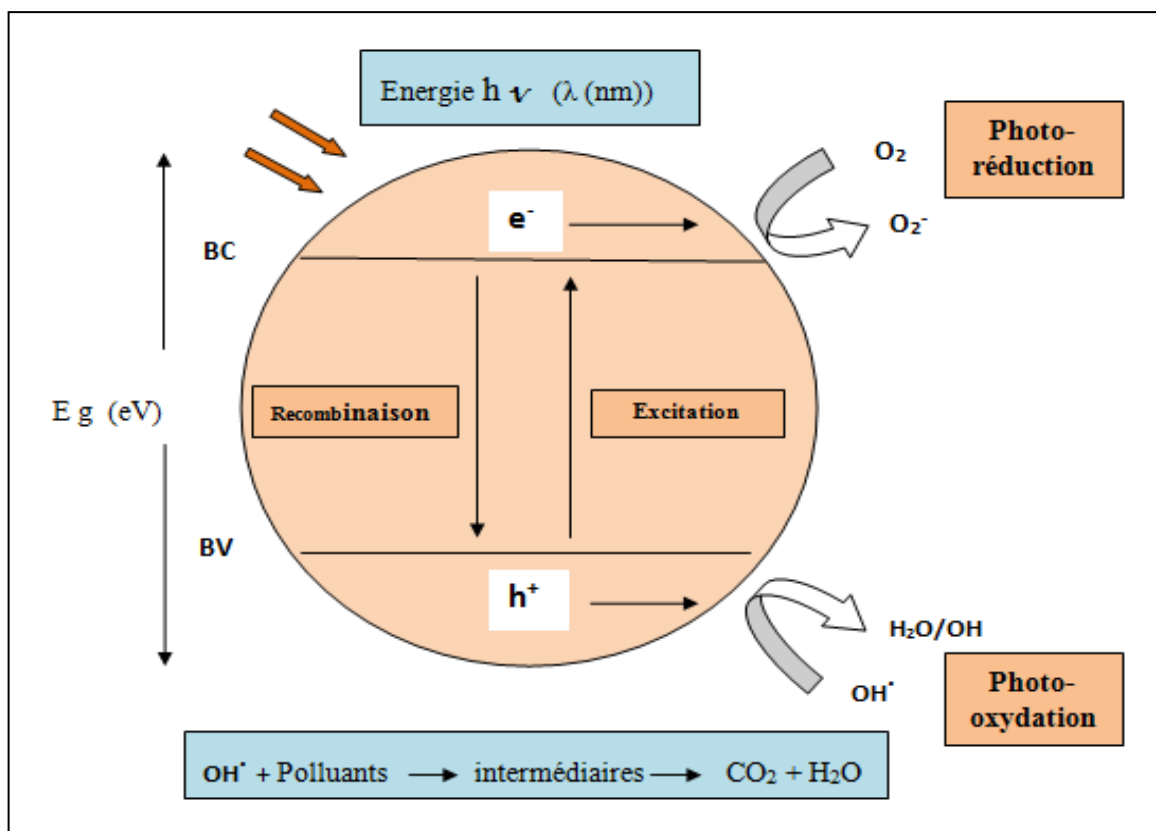 Energie h ν (λ (nm))
Photo-
réduction
O₂
O₂⁻
e⁻
BC
E g (eV)
Recombinaison
Excitation
BV
h⁺
H₂O/OH
OH˙
Photo-
oxydation
OH˙ + Polluants → intermédiaires → CO₂ + H₂O